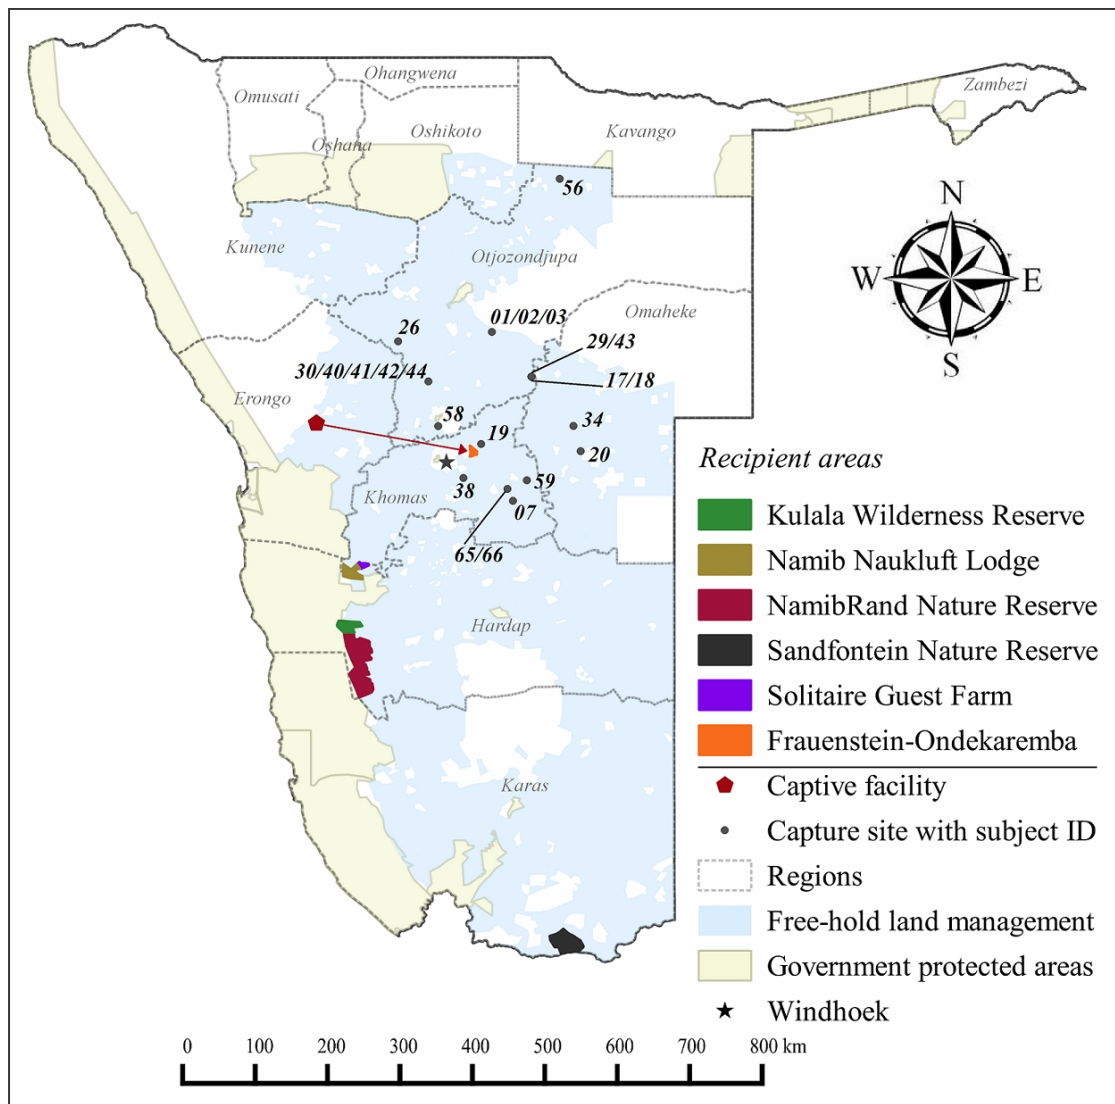 Ohangwena
Omusati
Zambezi
Oshana
Oshikoto
Kavango
56
N
W
E
S
Kunene
Otjozondjupa
Omaheke
01/02/03
26
29/43
30/40/41/42/44
17/18
Erongo
58
34
19
20
Khomas
38
59
07
65/66
Hardap
Karas
Recipient areas
Kulala Wilderness Reserve
Namib Naukluft Lodge
NamibRand Nature Reserve
Sandfontein Nature Reserve
Solitaire Guest Farm
Frauenstein-Ondekaremba
Captive facility
Capture site with subject ID
Regions
Free-hold land management
Government protected areas
Windhoek
0 100 200 300 400 500 600 700 800 km